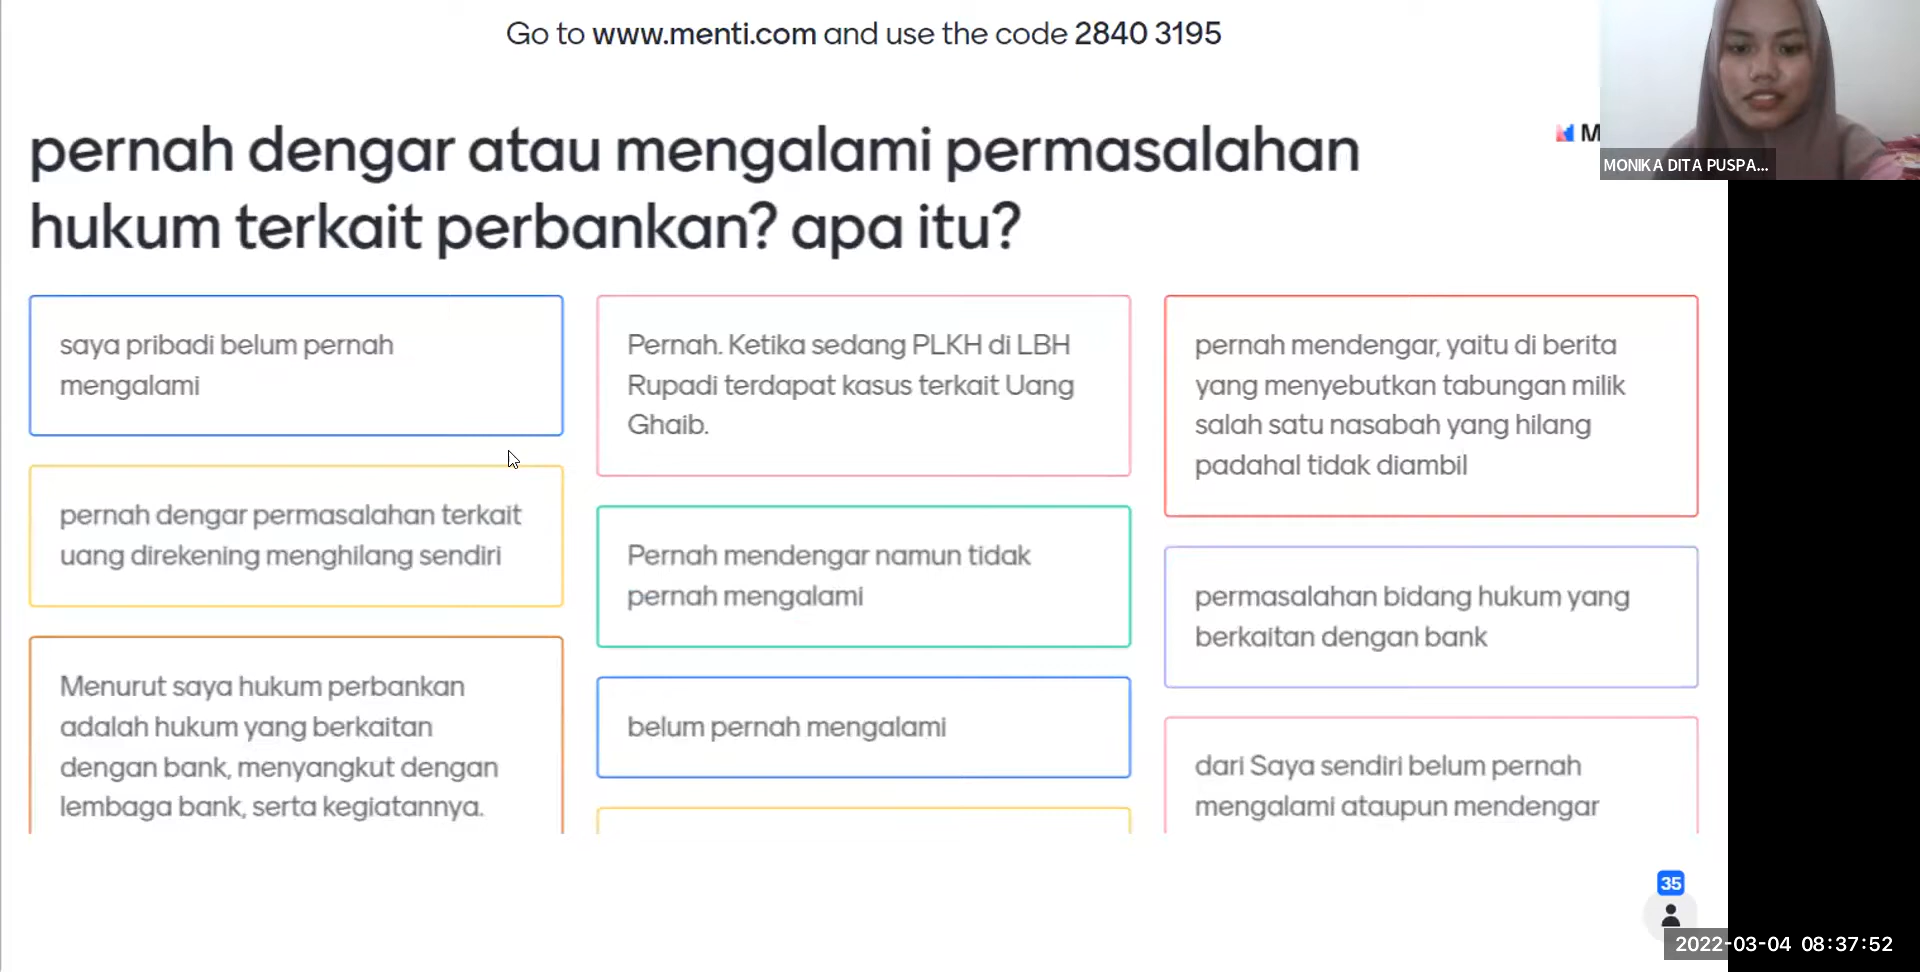 Go to www.menti.com and use the code 2840 3195
pernah dengar atau mengalami permasalahan
hukum terkait perbankan? apa itu?
M
MONIKA DITA PUSPA...
saya pribadi belum pernah
mengalami
pernah dengar permasalahan terkait
uang direkening menghilang sendiri
Menurut saya hukum perbankan
adalah hukum yang berkaitan
dengan bank, menyangkut dengan
lembaga bank, serta kegiatannya.
Pernah. Ketika sedang PLKH di LBH
Rupadi terdapat kasus terkait Uang
Ghaib.
Pernah mendengar namun tidak
pernah mengalami
belum pernah mengalami
pernah mendengar, yaitu di berita
yang menyebutkan tabungan milik
salah satu nasabah yang hilang
padahal tidak diambil
permasalahan bidang hukum yang
berkaitan dengan bank
dari Saya sendiri belum pernah
mengalami ataupun mendengar
35
2022-03-04 08:37:52